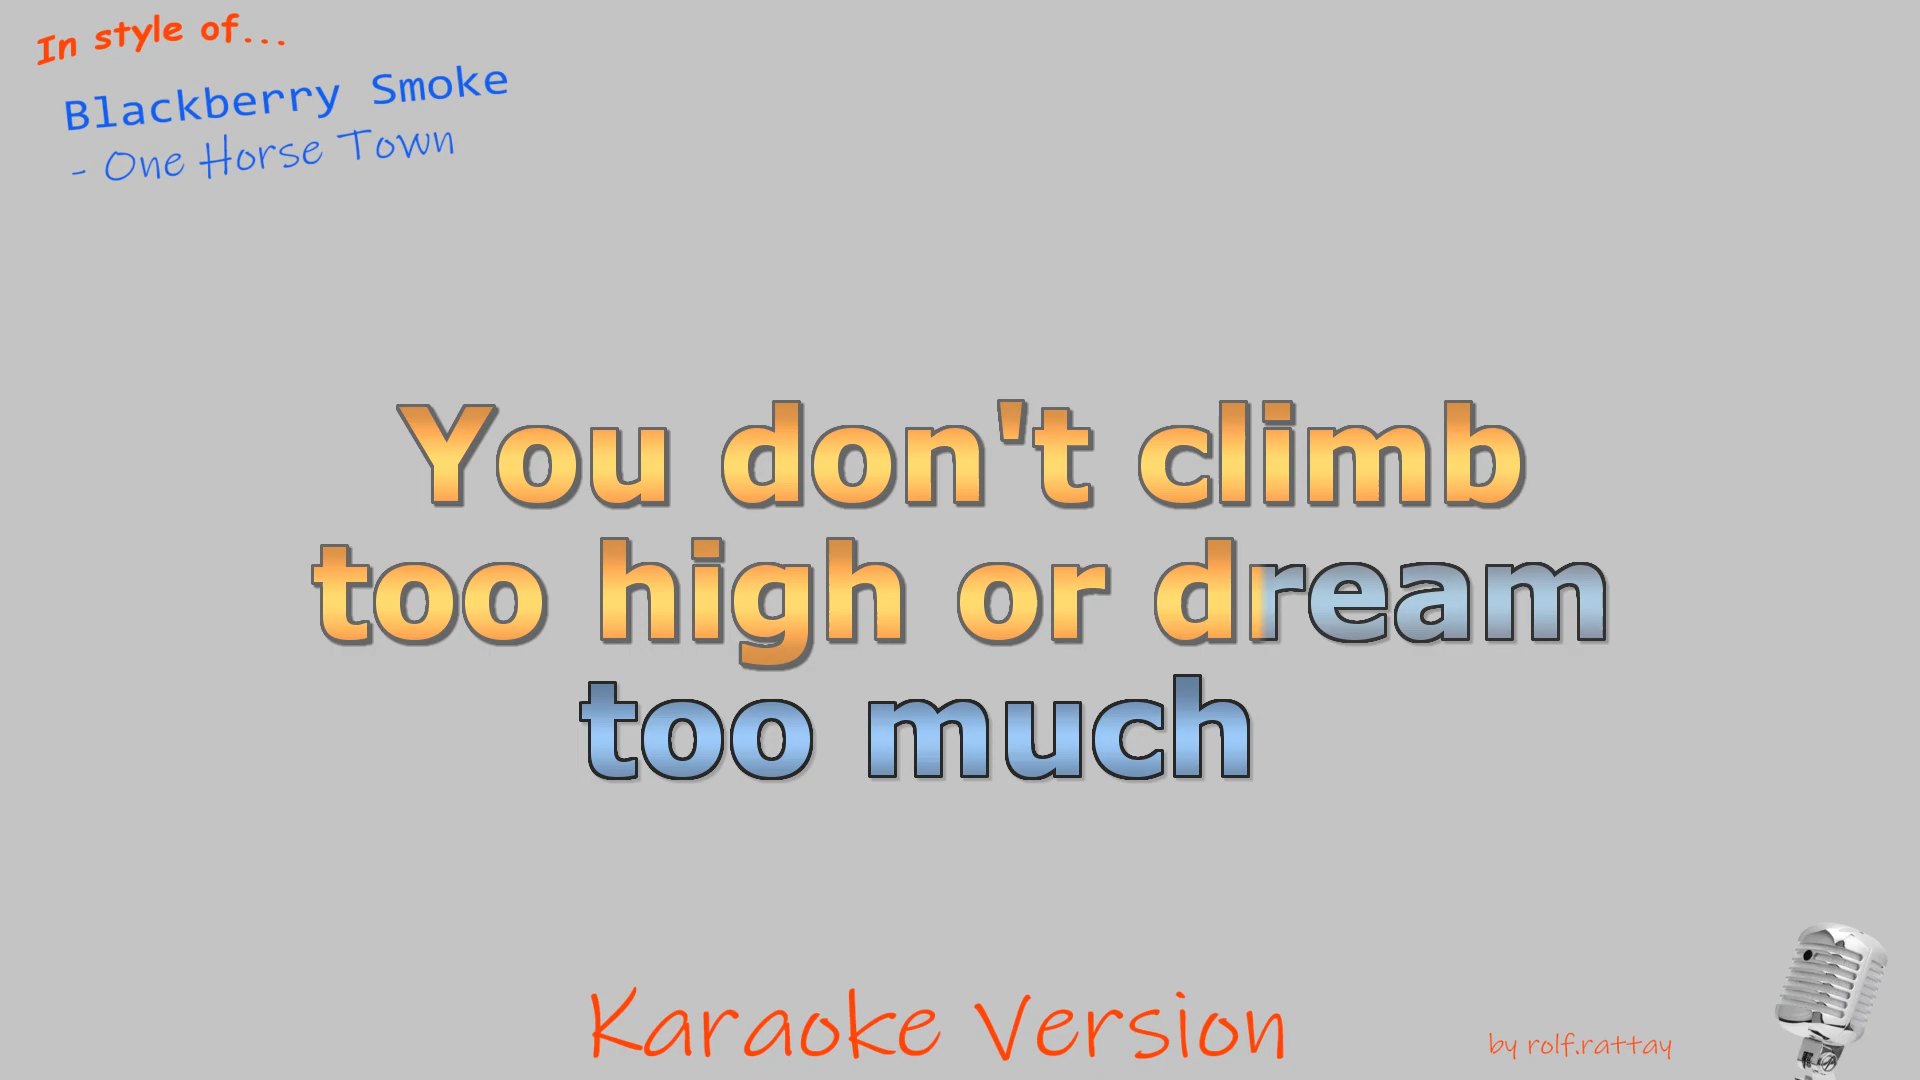 In style of...
Blackberry Smoke
- One Horse Town
You don't climb
too high or dream
too much
Karaoke Version
by rolf.rattay